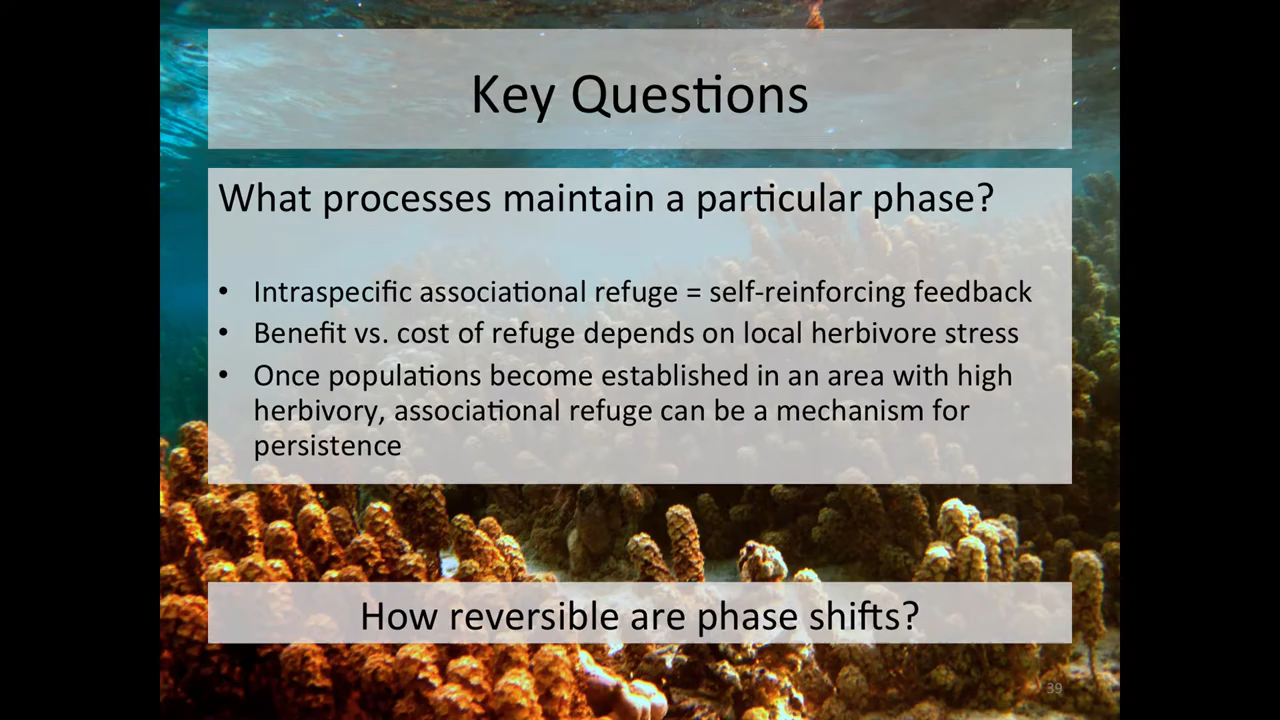 Key Questions
What processes maintain a particular phase?
• Intraspecific associational refuge = self-reinforcing feedback
• Benefit vs. cost of refuge depends on local herbivore stress
• Once populations become established in an area with high
herbivory, associational refuge can be a mechanism for
persistence
How reversible are phase shifts?
39